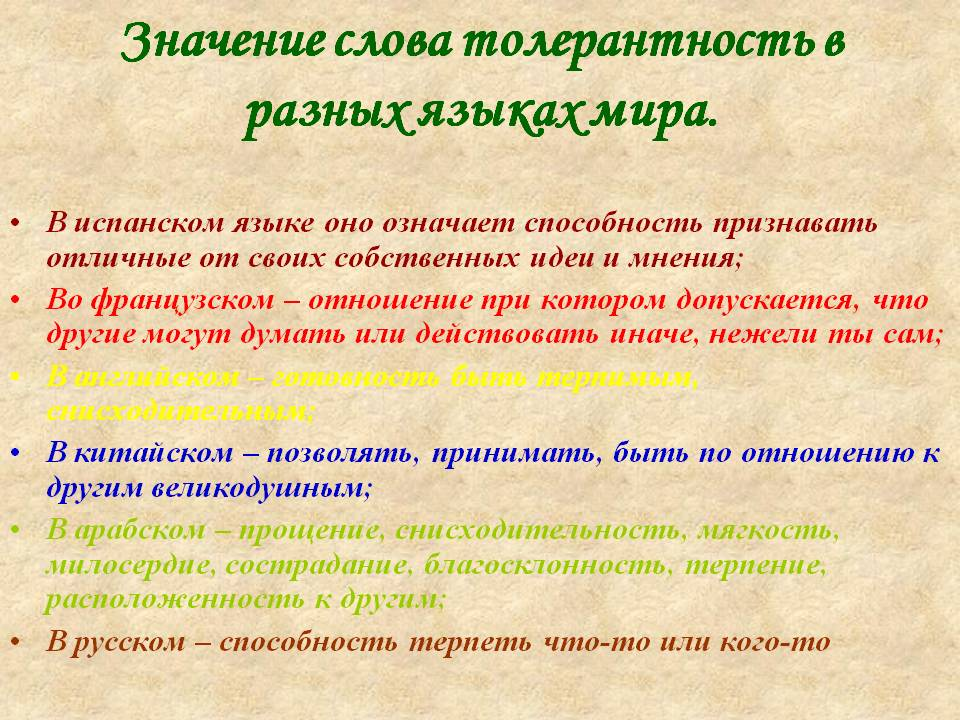 Значение слова толерантность в
разных языках мира.
• В испанском языке оно означает способность признавать
отличные от своих собственных идеи и мнения;
• Во французском – отношение при котором допускается, что
другие могут думать или действовать иначе, нежели ты сам;
• В английском – готовность быть терпимым,
снисходительным;
• В китайском – позволять, принимать, быть по отношению к
другим великодушным;
• В арабском – прощение, снисходительность, мягкость,
милосердие, сострадание, благосклонность, терпение,
расположенность к другим;
• В русском – способность терпеть что-то или кого-то